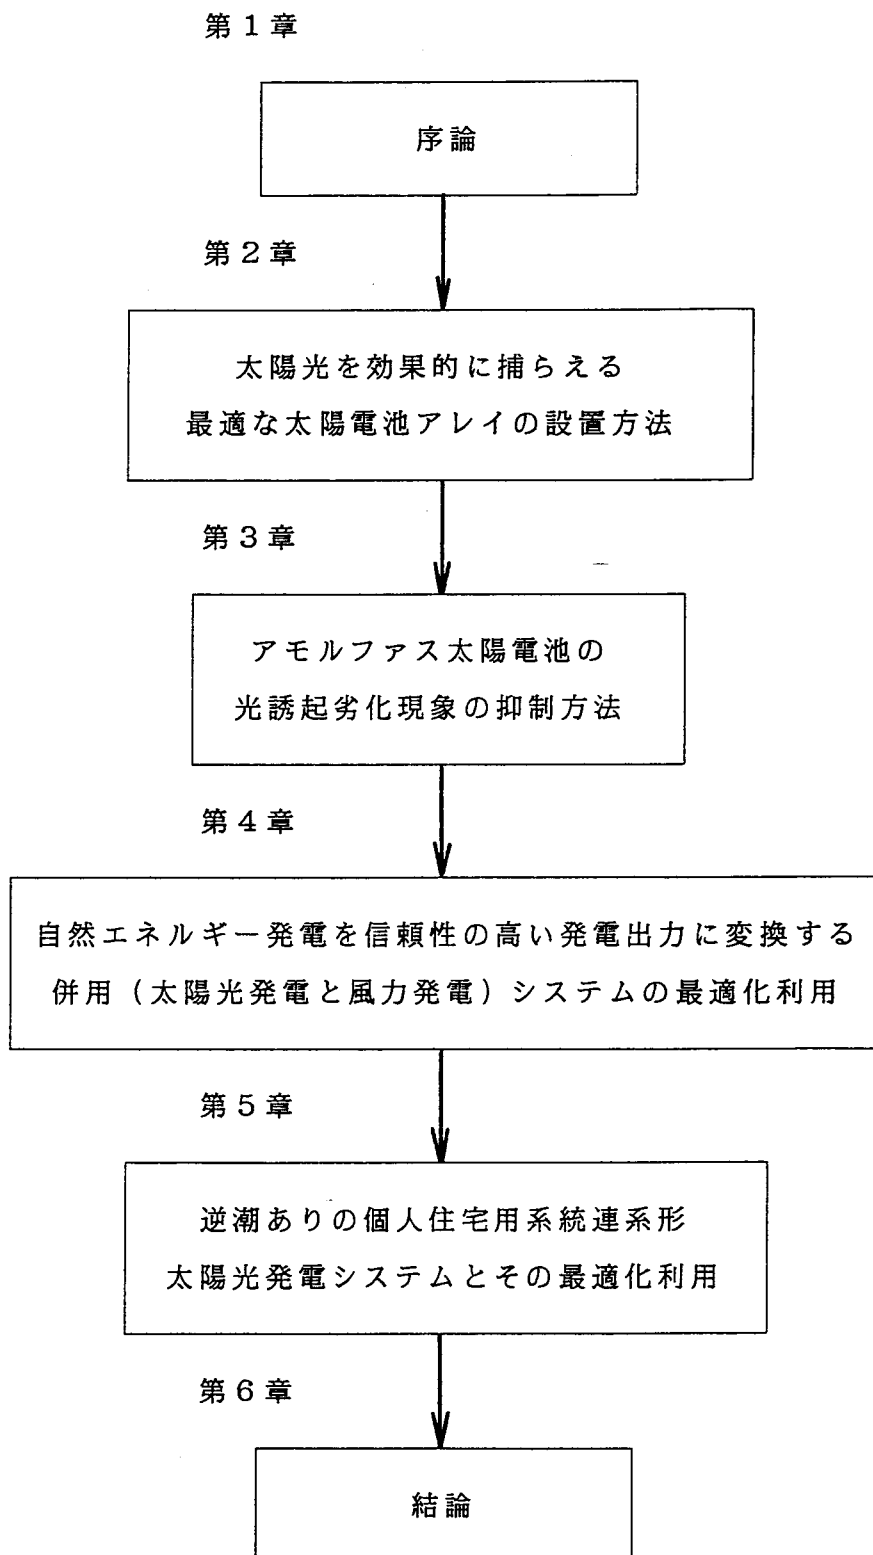 第1章
序論
第2章
太陽光を効果的に捕らえる
最適な太陽電池アレイの設置方法
第3章
アモルファス太陽電池の
光誘起劣化現象の抑制方法
第4章
自然エネルギー発電を信頼性の高い発電出力に変換する
併用（太陽光発電と風力発電）システムの最適化利用
第5章
逆潮ありの個人住宅用系統連系形
太陽光発電システムとその最適化利用
第6章
結論